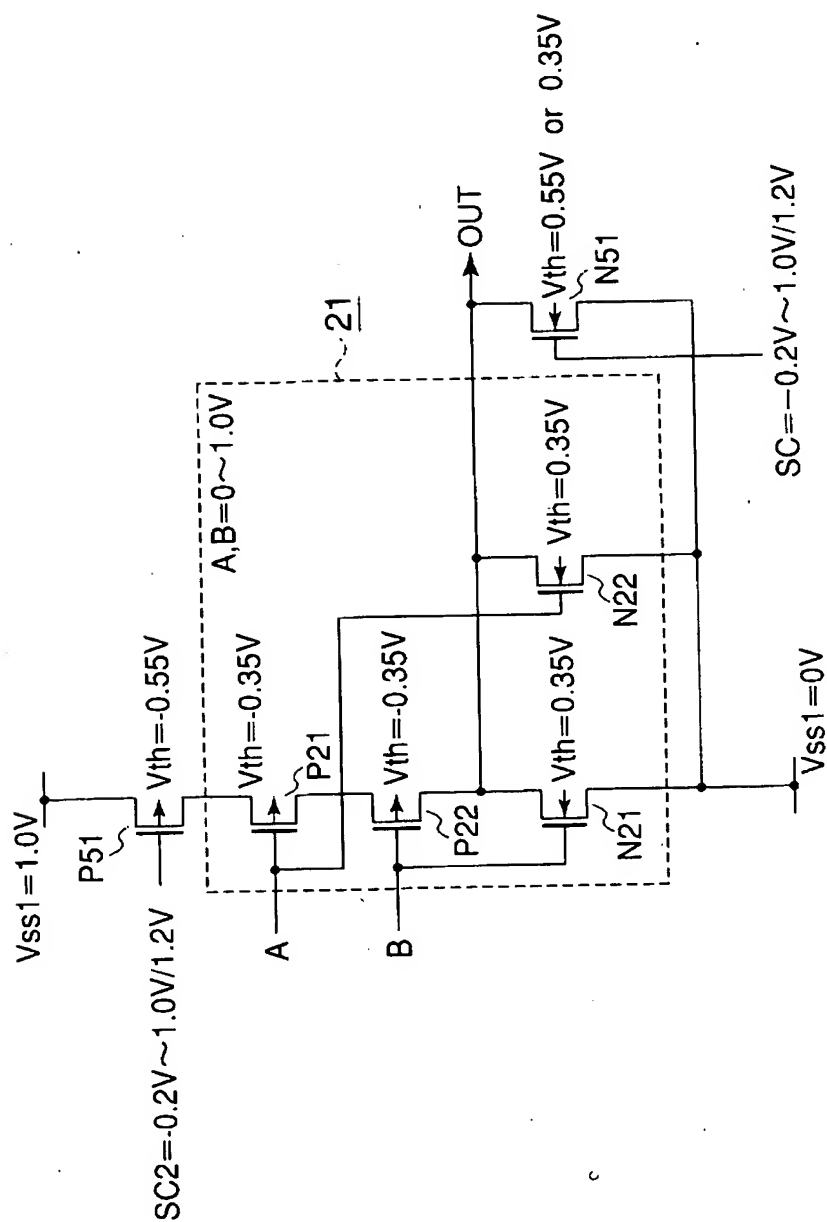 Vss1=1.0V
P51
Vth=-0.55V
SC2=-0.2V~1.0V/1.2V
21
A,B=0~1.0V
Vth=-0.35V
P21
A
Vth=-0.35V
P22
B
OUT
Vth=0.35V
N21
Vth=0.35V
N22
Vth=0.55V or 0.35V
N51
SC=-0.2V~1.0V/1.2V
Vss1=0V
c